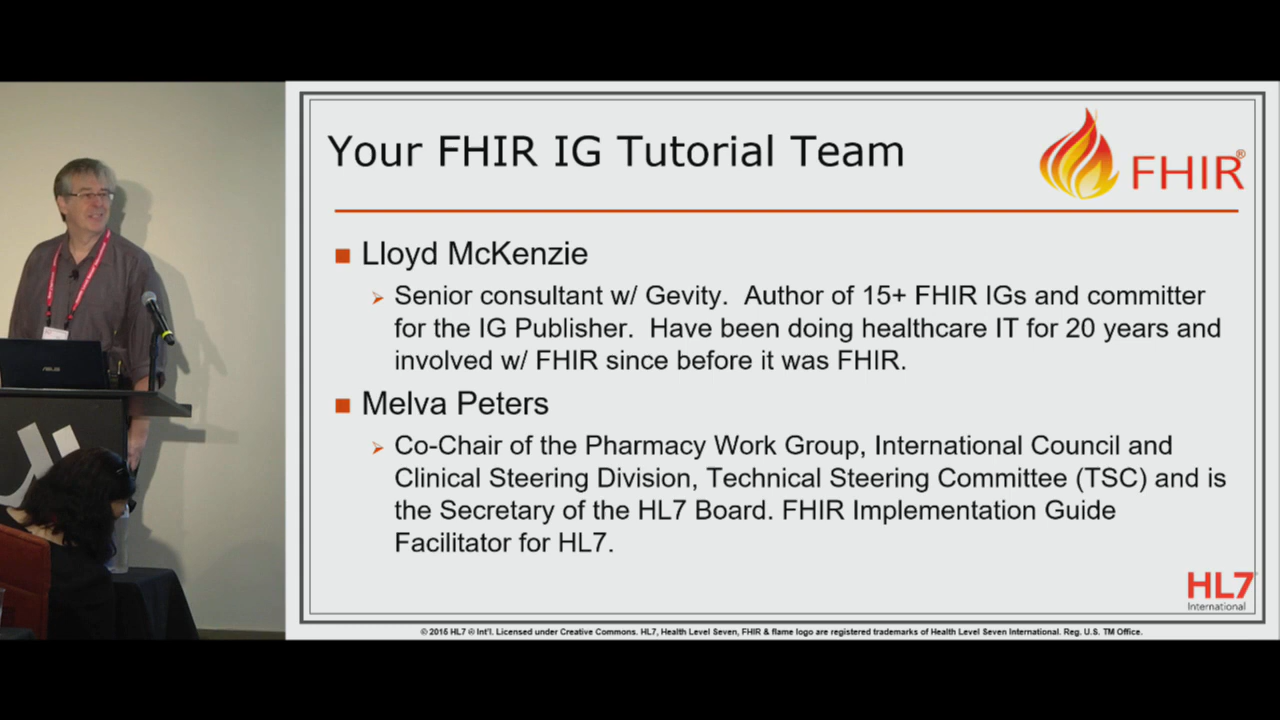 Your FHIR IG Tutorial Team
FHIR®
Lloyd McKenzie
Senior consultant w/ Gevity. Author of 15+ FHIR IGs and committer
for the IG Publisher. Have been doing healthcare IT for 20 years and
involved w/ FHIR since before it was FHIR.
Melva Peters
Co-Chair of the Pharmacy Work Group, International Council and
Clinical Steering Division, Technical Steering Committee (TSC) and is
the Secretary of the HL7 Board. FHIR Implementation Guide
Facilitator for HL7.
HL7
International
© 2015 HL7 ® Int'l. Licensed under Creative Commons. HL7, Health Level Seven, FHIR & flame logo are registered trademarks of Health Level Seven International. Reg. U.S. TM Office.
ASUS